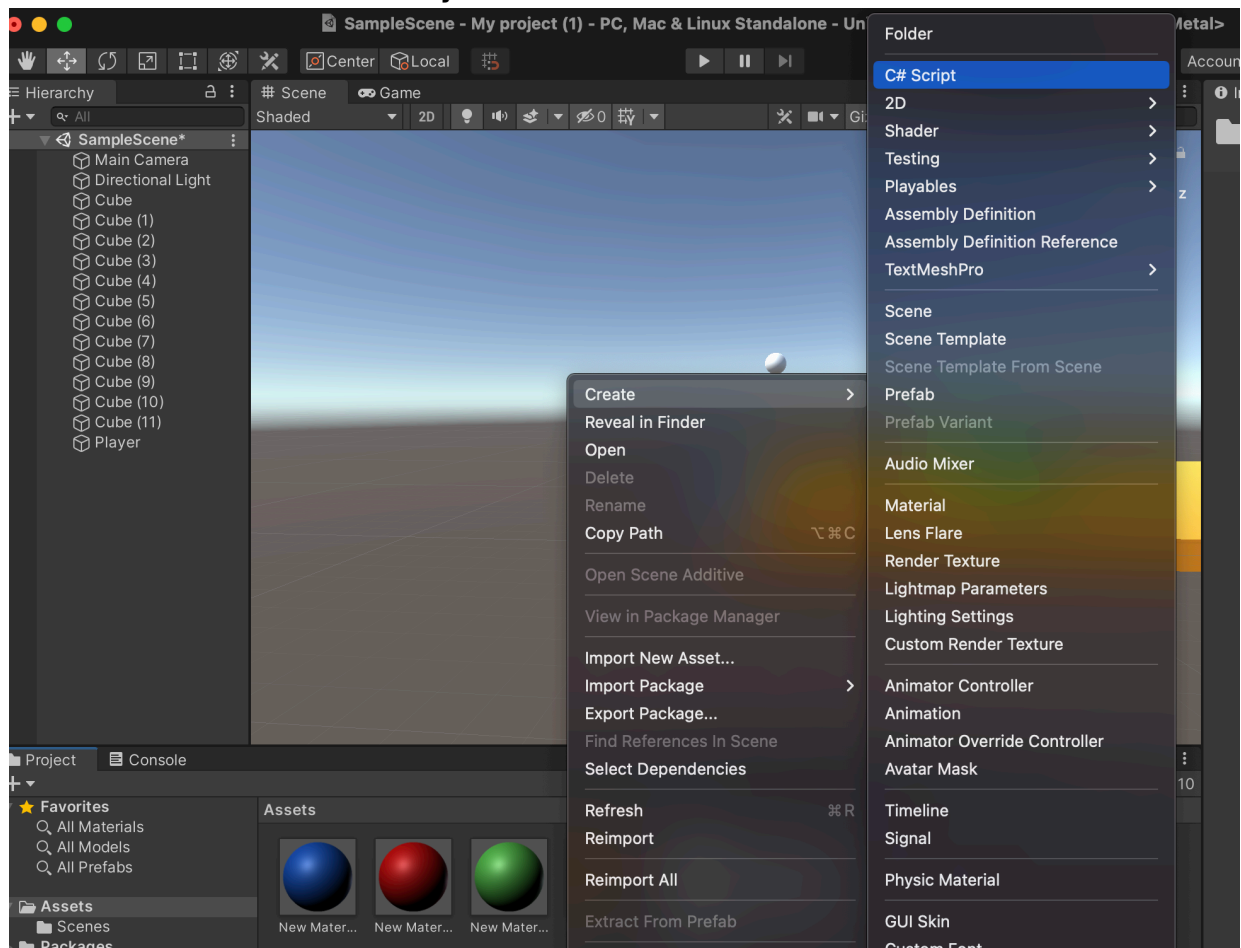 SampleScene - My project (1) - PC, Mac & Linux Standalone - Un
Metal>
Center
Local
Accoun
Hierarchy
All
SampleScene*
Main Camera
Directional Light
Cube
Cube (1)
Cube (2)
Cube (3)
Cube (4)
Cube (5)
Cube (6)
Cube (7)
Cube (8)
Cube (9)
Cube (10)
Cube (11)
Player
Scene
Game
Shaded
2D
0
Gi
z
Create
Reveal in Finder
Open
Delete
Rename
Copy Path ⌥⌘C
Open Scene Additive
View in Package Manager
Import New Asset...
Import Package
Export Package...
Find References In Scene
Select Dependencies
Refresh ⌘R
Reimport
Reimport All
Extract From Prefab
Folder
C# Script
2D
Shader
Testing
Playables
Assembly Definition
Assembly Definition Reference
TextMeshPro
Scene
Scene Template
Scene Template From Scene
Prefab
Prefab Variant
Audio Mixer
Material
Lens Flare
Render Texture
Lightmap Parameters
Lighting Settings
Custom Render Texture
Animator Controller
Animation
Animator Override Controller
Avatar Mask
Timeline
Signal
Physic Material
GUI Skin
Custom Font
Project
Console
10
Favorites
All Materials
All Models
All Prefabs
Assets
Scenes
Packages
Assets
New Mater...
New Mater...
New Mater...